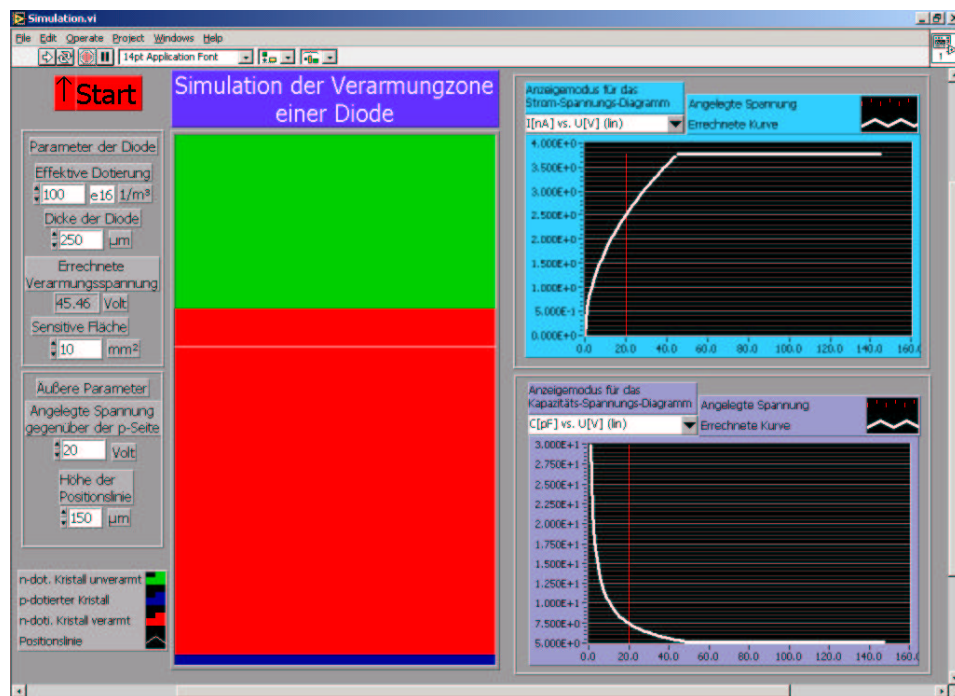 Simulation.vi
File Edit Operate Project Windows Help
14pt Application Font
1
↑Start
Simulation der Verarmungzone
einer Diode
Parameter der Diode
Effektive Dotierung
100 e16 1/m³
Dicke der Diode
250 µm
Errechnete
Verarmungsspannung
45.46 Volt
Sensitive Fläche
10 mm²
Äußere Parameter
Angelegte Spannung
gegenüber der p-Seite
20 Volt
Höhe der
Positionslinie
150 µm
n-dot. Kristall unverarmt
p-dotierter Kristall
n-doti. Kristall verarmt
Positionslinie
Anzeigemodus für das
Strom-Spannungs-Diagramm
I[nA] vs. U[V] (lin)
Angelegte Spannung
Errechnete Kurve
4.000E+0
3.500E+0
3.000E+0
2.500E+0
2.000E+0
1.500E+0
1.000E+0
5.000E-1
0.000E+0
0.0 20.0 40.0 60.0 80.0 100.0 120.0 140.0 160.0
Anzeigemodus für das
Kapazitäts-Spannungs-Diagramm
C[pF] vs. U[V] (lin)
Angelegte Spannung
Errechnete Kurve
3.000E+1
2.750E+1
2.500E+1
2.250E+1
2.000E+1
1.750E+1
1.500E+1
1.250E+1
1.000E+1
7.500E+0
5.000E+0
0.0 20.0 40.0 60.0 80.0 100.0 120.0 140.0 160.0